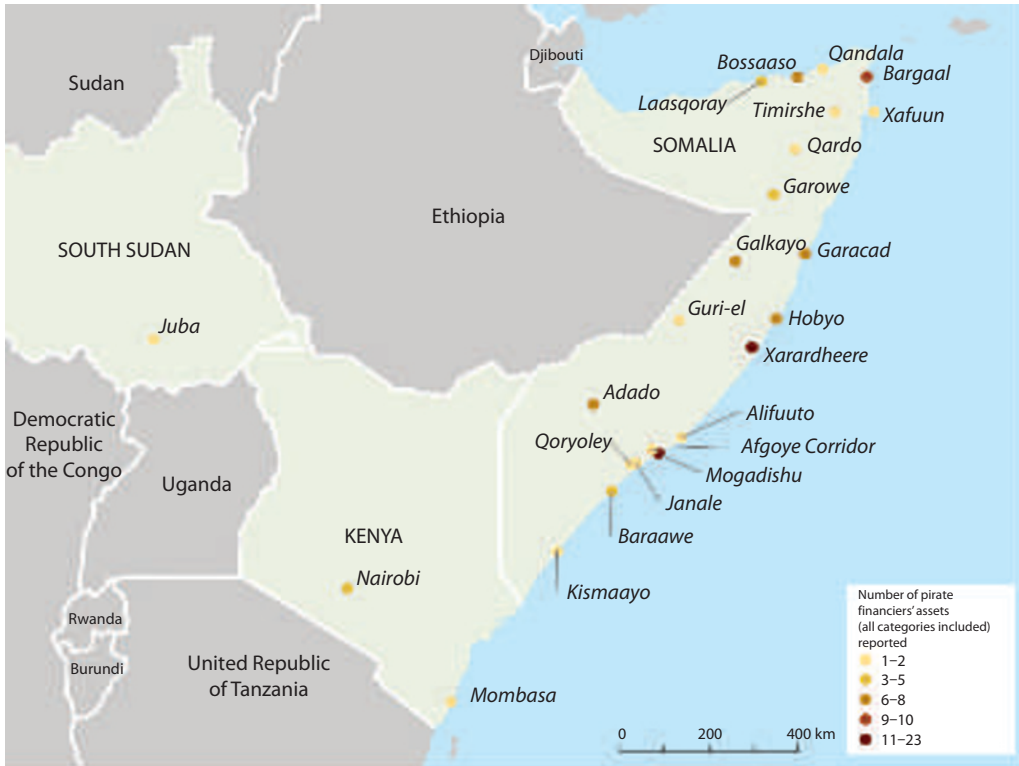 Djibouti
Qandala
Bossaaso
Bargaal
Sudan
Laasqoray
Timirshe
Xafuun
SOMALIA
Qardo
Garowe
Ethiopia
SOUTH SUDAN
Galkayo
Garacad
Guri-el
Hobyo
Juba
Xarardheere
Adado
Democratic
Republic
of the Congo
Alifuuto
Qoryoley
Afgoye Corridor
Mogadishu
Uganda
Janale
KENYA
Baraawe
Nairobi
Kismaayo
Rwanda
Burundi
United Republic
of Tanzania
Mombasa
Number of pirate
financiers' assets
(all categories included)
reported
1–2
3–5
6–8
9–10
11–23
0 200 400 km